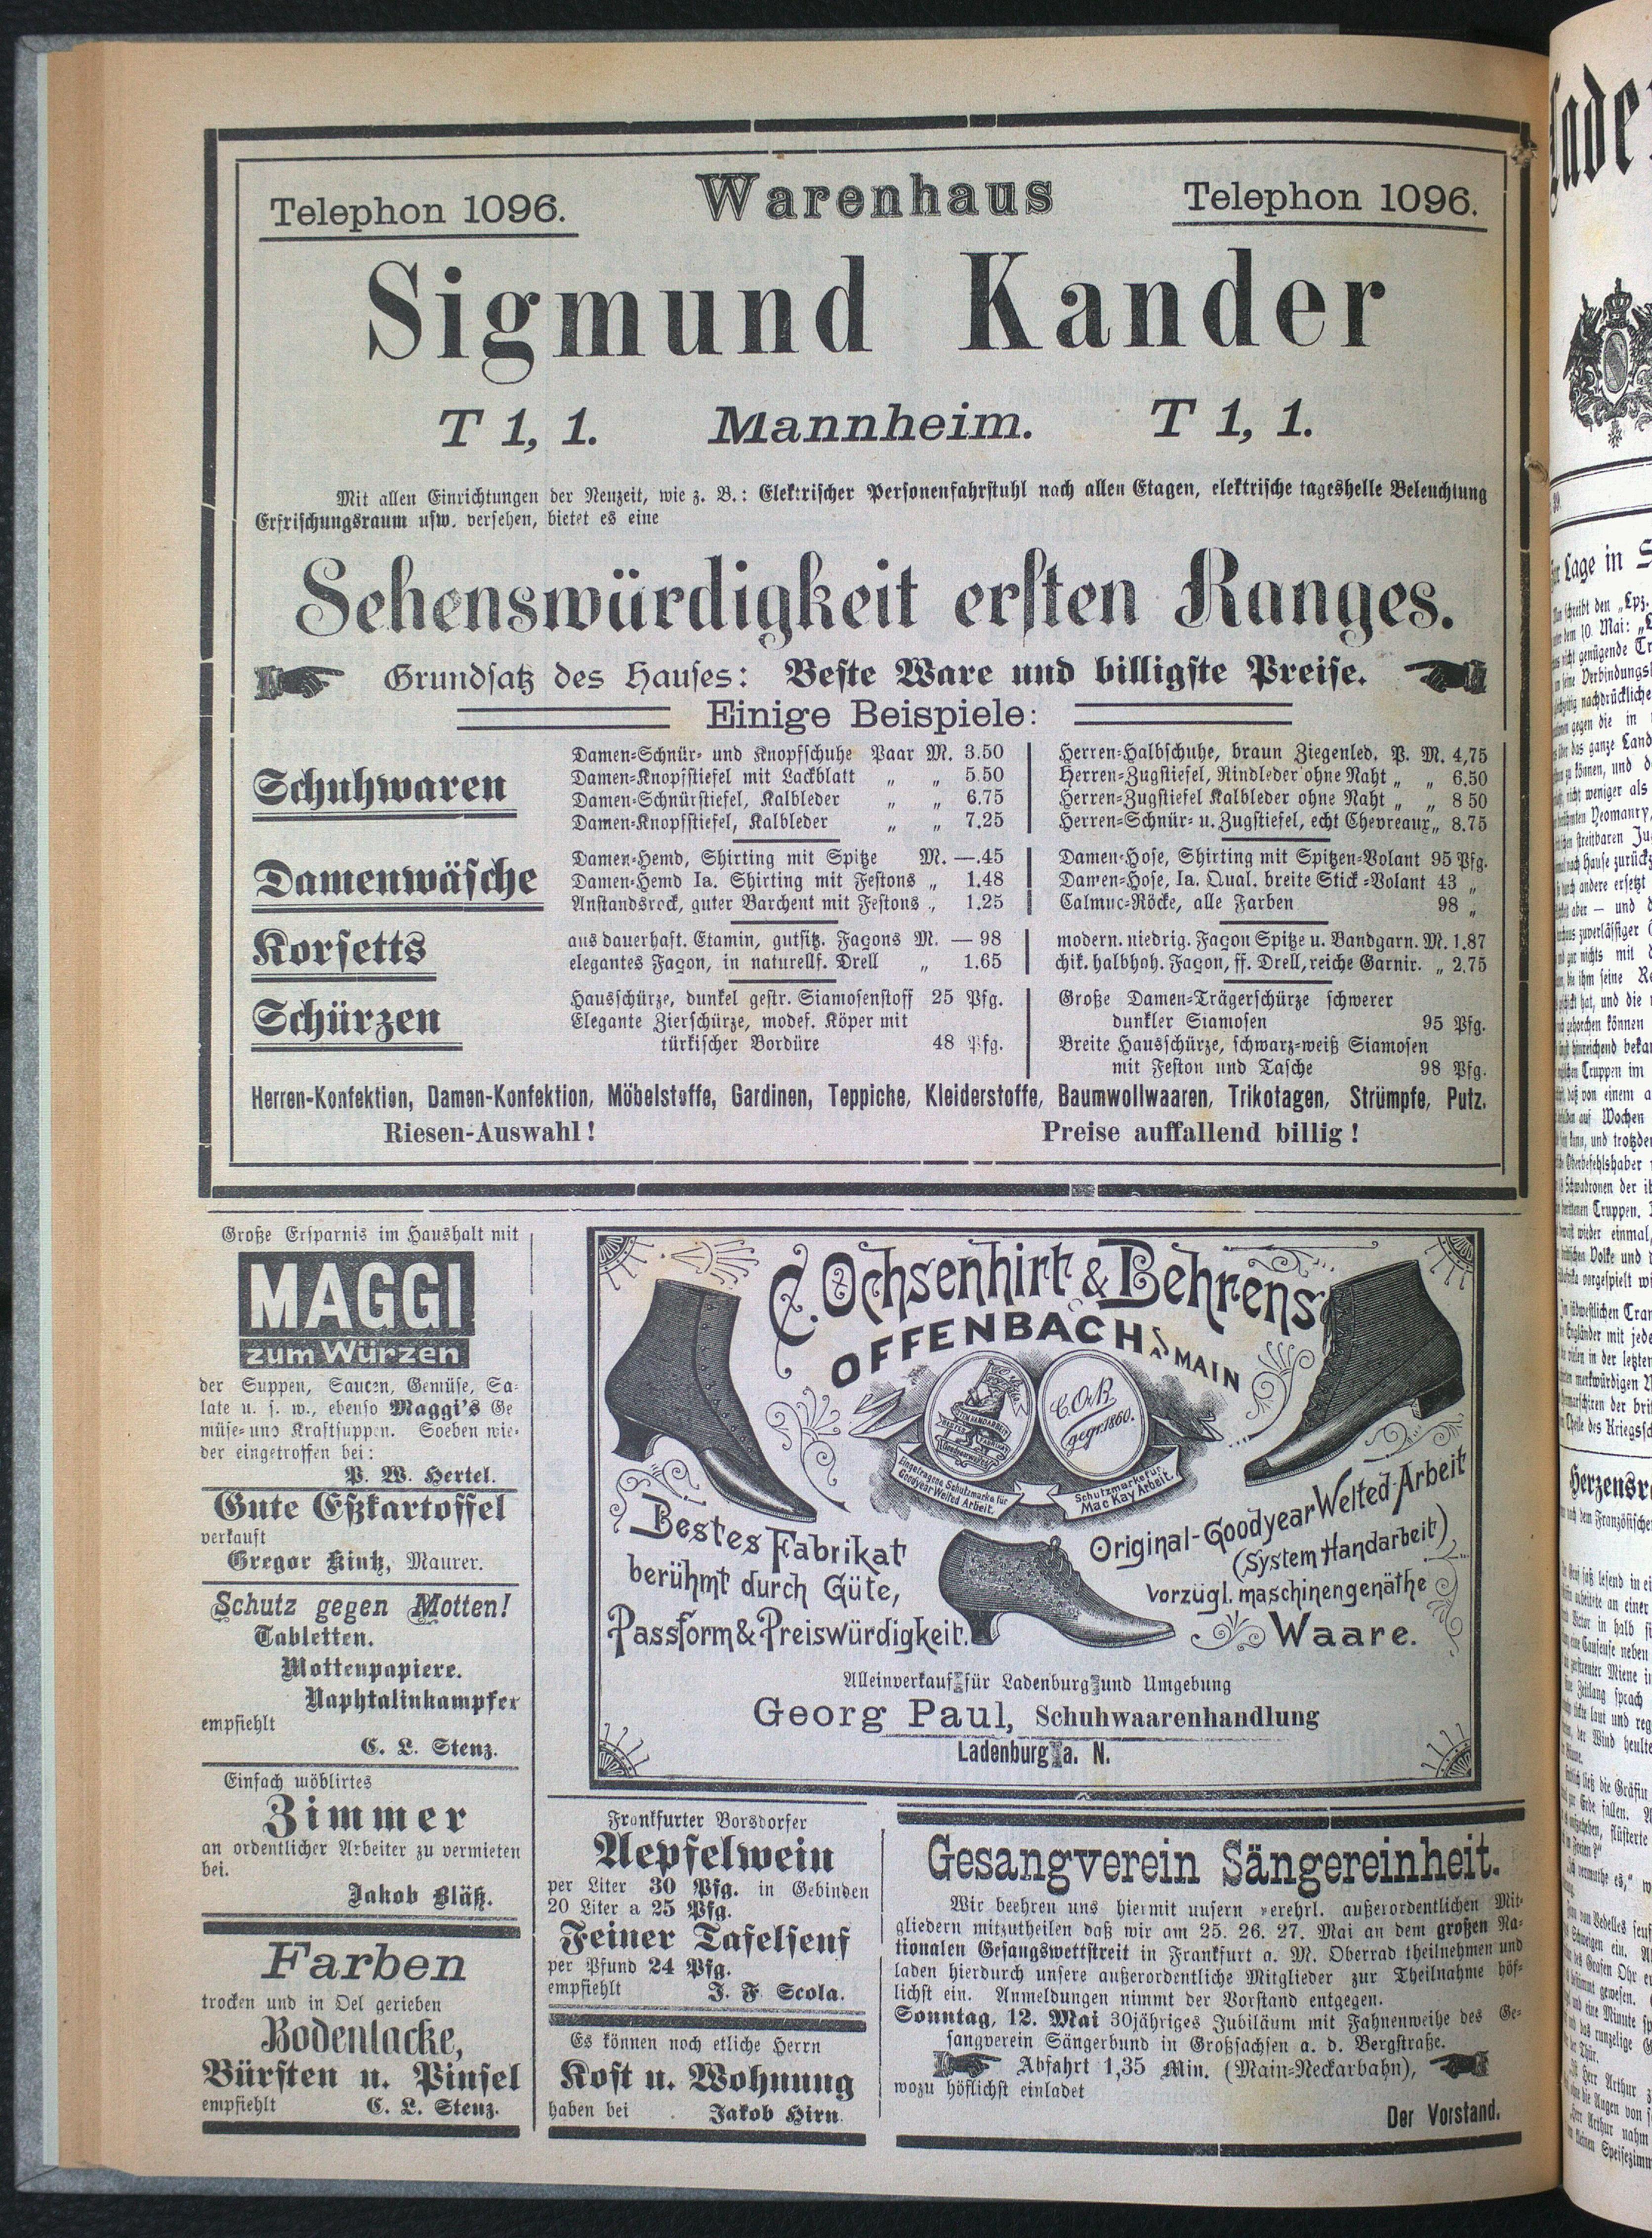 Telephon 1096.
Warenhaus
Telephon 1096.
Sigmund Kander
T 1, 1. Mannheim. T 1, 1.
Mit allen Einrichtungen der Neuzeit, wie z. B.: Elektrischer Personenfahrstuhl nach allen Etagen, elektrische tageshelle Beleuchtung
Erfrischungsraum usw. versehen, bietet es eine
Sehenswürdigkeit ersten Ranges.
Grundsatz des Hauses: Beste Ware und billigste Preise.
Einige Beispiele:
Schuhwaren
Damen-Schnür- und Knopfschuhe Paar M. 3.50
Damen-Knopfstiefel mit Lackblatt „ „ 5.50
Damen-Schnürstiefel, Kalbleder „ „ 6.75
Damen-Knopfstiefel, Kalbleder „ „ 7.25
Herren-Halbschuhe, braun Ziegenled. P. M. 4,75
Herren-Zugstiefel, Rindleder ohne Naht „ „ 6.50
Herren-Zugstiefel Kalbleder ohne Naht „ „ 8 50
Herren-Schnür- u. Zugstiefel, echt Chevreaux „ 8.75
Damenwäsche
Damen-Hemd, Shirting mit Spitze M. —.45
Damen-Hemd Ia. Shirting mit Festons „ 1.48
Anstandsrock, guter Barchent mit Festons „ 1.25
Damen-Hose, Shirting mit Spitzen-Volant 95 Pfg.
Damen-Hose, Ia. Qual. breite Stick-Volant 43 „
Calmuc-Röcke, alle Farben 98 „
Korsetts
aus dauerhaft. Etamin, gutsitz. Façons M. — 98
elegantes Façon, in naturellf. Drell „ 1.65
modern. niedrig. Façon Spitze u. Bandgarn. M. 1.87
chik. halbhoh. Façon, ff. Drell, reiche Garnir. „ 2,75
Schürzen
Hausschürze, dunkel gestr. Siamosenstoff 25 Pfg.
Elegante Zierschürze, modef. Köper mit
türkischer Bordüre 48 Pfg.
Große Damen-Trägerschürze schwerer
dunkler Siamosen 95 Pfg.
Breite Hausschürze, schwarz-weiß Siamosen
mit Feston und Tasche 98 Pfg.
Herren-Konfektion, Damen-Konfektion, Möbelstoffe, Gardinen, Teppiche, Kleiderstoffe, Baumwollwaaren, Trikotagen, Strümpfe, Putz.
Riesen-Auswahl! Preise auffallend billig!
Große Ersparnis im Haushalt mit
MAGGI
zum Würzen
der Suppen, Saucen, Gemüse, Sa-
late u. s. w., ebenso Maggi's Ge
müse- und Kraftsuppen. Soeben wie-
der eingetroffen bei:
P. W. Hertel.
Gute Eßkartoffel
verkauft
Gregor Kintz, Maurer.
Schutz gegen Motten!
Tabletten.
Mottenpapiere.
Naphtalinkampfer
empfiehlt
C. L. Stenz.
Einfach möblirtes
Zimmer
an ordentlicher Arbeiter zu vermieten
bei.
Jakob Bläß.
Farben
trocken und in Oel gerieben
Bodenlacke,
Bürsten u. Pinsel
empfiehlt C. L. Stenz.
C. Ochsenhirt & Behrens
OFFENBACH A. MAIN
C.O&B.
gegr. 1860.
Eingetragene Schutzmarke für
Goodyear Welted Arbeit.
Schutzmarke für
Mac Kay Arbeit.
Bestes Fabrikat
berühmt durch Güte,
Passform & Preiswürdigkeit.
Original-Goodyear Welted-Arbeit
(System Handarbeit)
vorzügl. maschinengenäthe
Waare.
Alleinverkauf für Ladenburg und Umgebung
Georg Paul, Schuhwaarenhandlung
Ladenburg a. N.
Frankfurter Borsdorfer
Aepfelwein
per Liter 30 Pfg. in Gebinden
20 Liter a 25 Pfg.
Feiner Tafelsenf
per Pfund 24 Pfg.
empfiehlt J. F Scola.
Es können noch etliche Herrn
Kost u. Wohnung
haben bei Jakob Hirn.
Gesangverein Sängereinheit.
Wir beehren uns hiermit unsern verehrl. außerordentlichen Mit-
gliedern mitzutheilen daß wir am 25. 26. 27. Mai an dem großen Na-
tionalen Gesangswettstreit in Frankfurt a. M. Oberrad theilnehmen und
laden hierdurch unsere außerordentliche Mitglieder zur Theilnahme höf-
lichst ein. Anmeldungen nimmt der Vorstand entgegen.
Sonntag, 12. Mai 30jähriges Jubiläum mit Fahnenweihe des Ge-
sangverein Sängerbund in Großsachsen a. d. Bergstraße.
Abfahrt 1,35 Min. (Main-Neckarbahn),
wozu höflichst einladet
Der Vorstand.